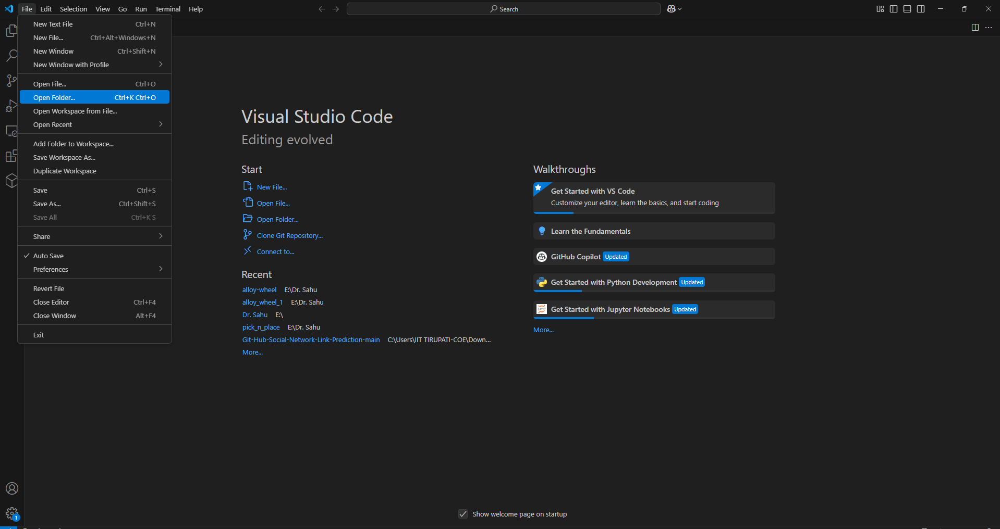 File Edit Selection View Go Run Terminal Help
Search
New Text File Ctrl+N
New File... Ctrl+Alt+Windows+N
New Window Ctrl+Shift+N
New Window with Profile
Open File... Ctrl+O
Open Folder... Ctrl+K Ctrl+O
Open Workspace from File...
Open Recent
Add Folder to Workspace...
Save Workspace As...
Duplicate Workspace
Save Ctrl+S
Save As... Ctrl+Shift+S
Save All Ctrl+K S
Share
Auto Save
Preferences
Revert File
Close Editor Ctrl+F4
Close Window Alt+F4
Exit
Visual Studio Code
Editing evolved
Start
New File...
Open File...
Open Folder...
Clone Git Repository...
Connect to...
Recent
alloy-wheel E:\Dr. Sahu
alloy_wheel_1 E:\Dr. Sahu
Dr. Sahu E:\
pick_n_place E:\Dr. Sahu
Git-Hub-Social-Network-Link-Prediction-main C:\Users\IIT TIRUPATI-COE\Down...
More...
Walkthroughs
Get Started with VS Code
Customize your editor, learn the basics, and start coding
Learn the Fundamentals
GitHub Copilot Updated
Get Started with Python Development Updated
Get Started with Jupyter Notebooks Updated
More...
1
Show welcome page on startup